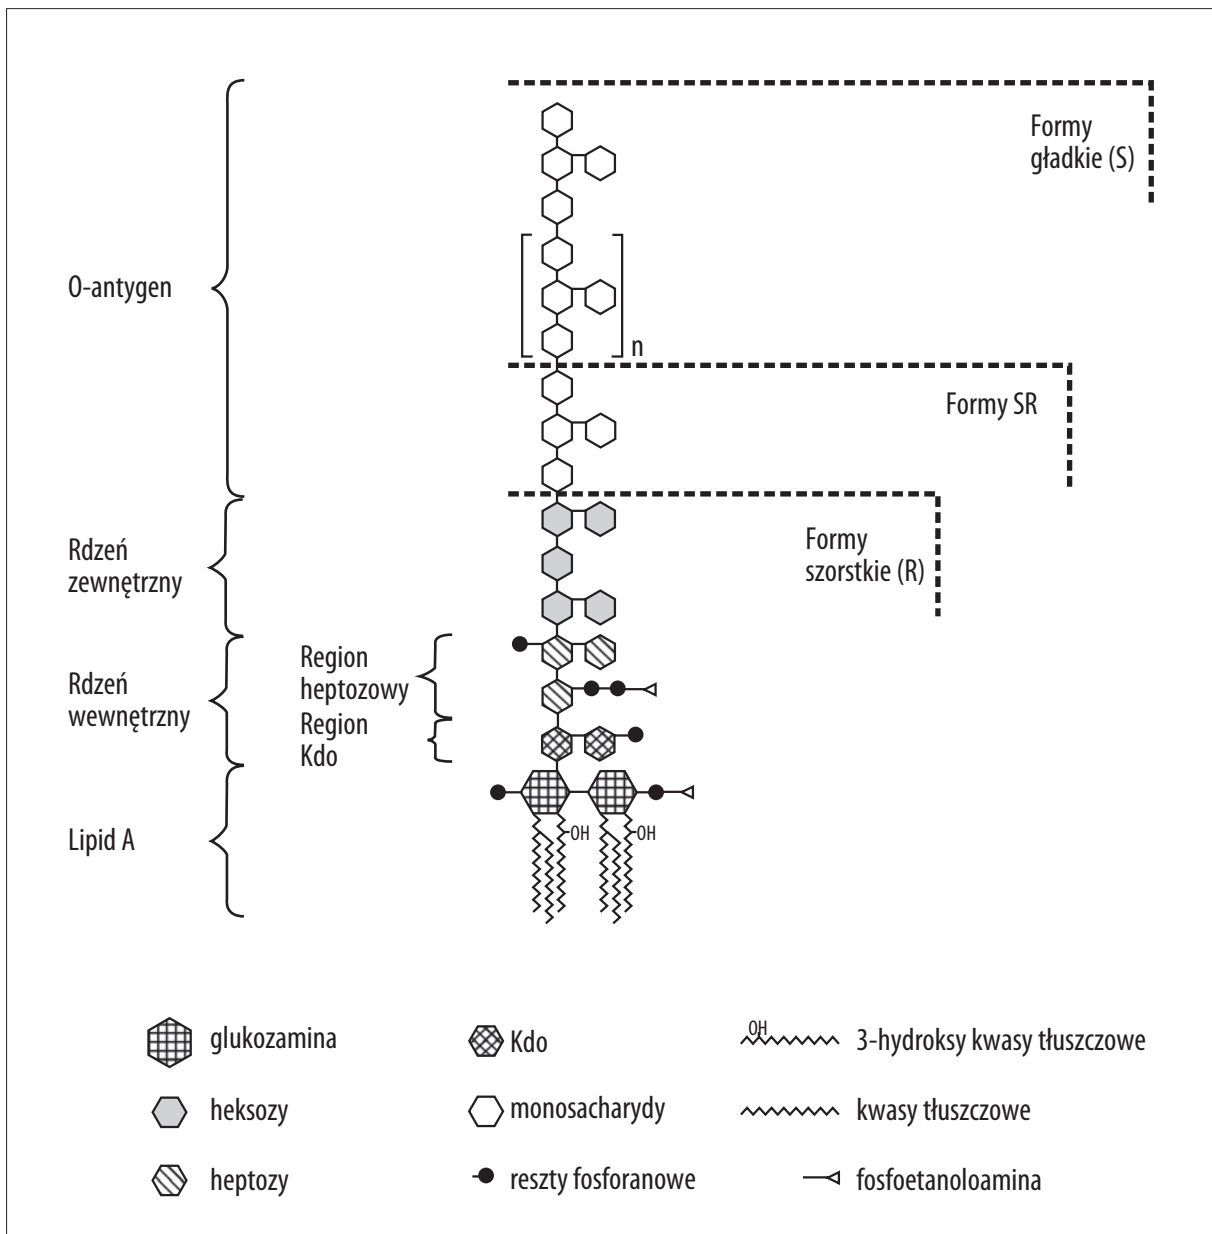 Formy
gładkie (S)
O-antygen
n
Formy SR
Formy
szorstkie (R)
Rdzeń
zewnętrzny
Region
heptozowy
Rdzeń
wewnętrzny
Region
Kdo
Lipid A
OH
OH
glukozamina
Kdo
OH
3-hydroksy kwasy tłuszczowe
heksozy
monosacharydy
kwasy tłuszczowe
heptozy
reszty fosforanowe
fosfoetanoloamina